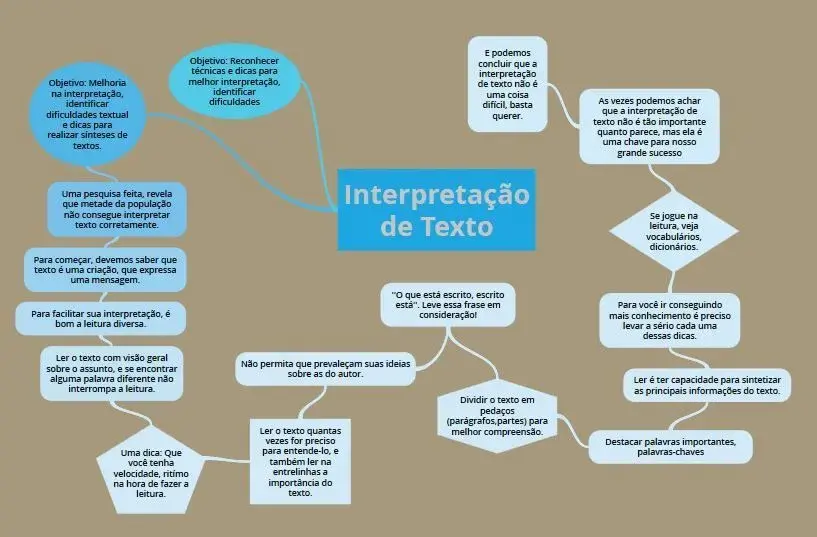 Interpretação
de Texto
Objetivo: Reconhecer
técnicas e dicas para
melhor interpretação,
identificar
dificuldades
Objetivo: Melhoria
na interpretação,
identificar
dificuldades textual
e dicas para
realizar sínteses de
textos.
Uma pesquisa feita, revela
que metade da população
não consegue interpretar
texto corretamente.
Para começar, devemos saber que
texto é uma criação, que expressa
uma mensagem.
Para facilitar sua interpretação, é
bom a leitura diversa.
Ler o texto com visão geral
sobre o assunto, e se encontrar
alguma palavra diferente não
interrompa a leitura.
Uma dica: Que
você tenha
velocidade, ritímo
na hora de fazer a
leitura.
Ler o texto quantas
vezes for preciso
para entende-lo, e
também ler na
entrelinhas a
importância do
texto.
Não permita que prevaleçam suas ideias
sobre as do autor.
"O que está escrito, escrito
está". Leve essa frase em
consideração!
Dividir o texto em
pedaços
(parágrafos,partes) para
melhor compreensão.
Destacar palavras importantes,
palavras-chaves
Ler é ter capacidade para sintetizar
as principais informações do texto.
Para você ir conseguindo
mais conhecimento é preciso
levar a sério cada uma
dessas dicas.
Se jogue na
leitura, veja
vocabulários,
dicionários.
As vezes podemos achar
que a interpretação de
texto não é tão importante
quanto parece, mas ela é
uma chave para nosso
grande sucesso
E podemos
concluir que a
interpretação
de texto não é
uma coisa
difícil, basta
querer.